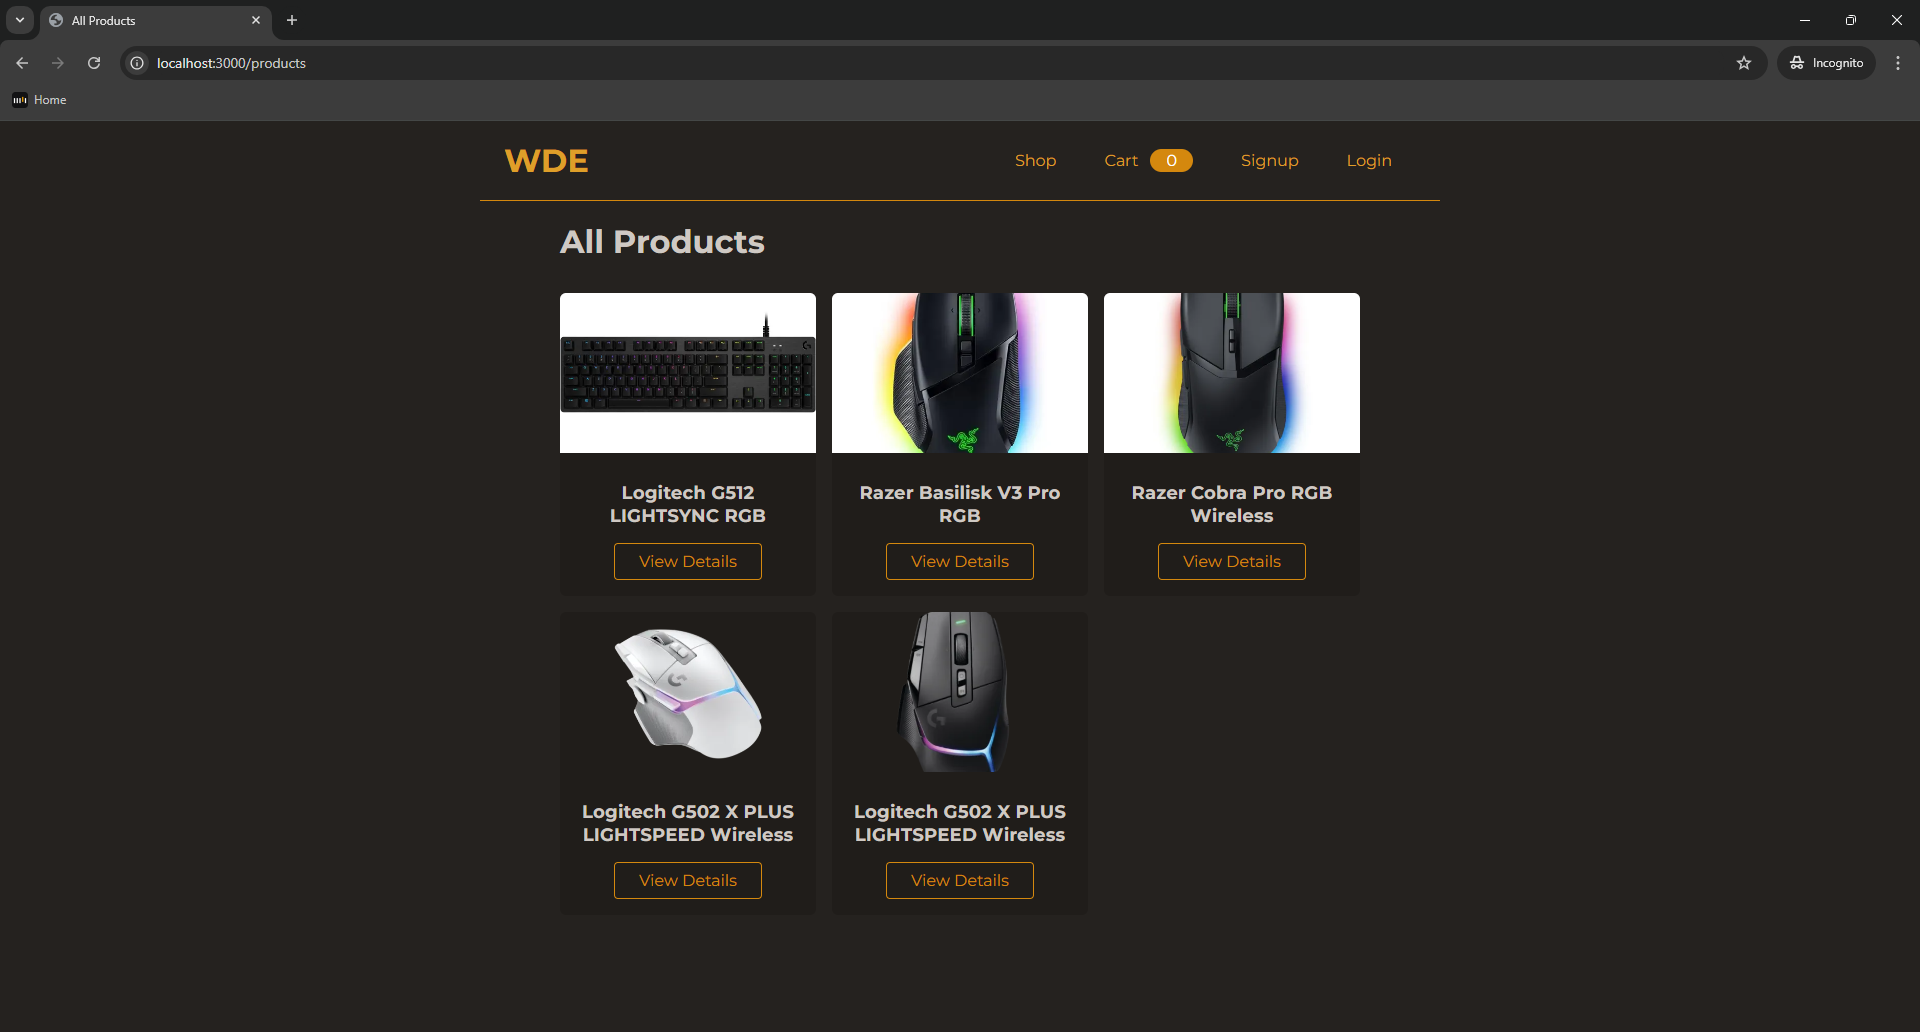 All Products
localhost:3000/products
Incognito
Home
WDE
Shop
Cart 0
Signup
Login
All Products
Logitech G512
LIGHTSYNC RGB
View Details
Razer Basilisk V3 Pro
RGB
View Details
Razer Cobra Pro RGB
Wireless
View Details
Logitech G502 X PLUS
LIGHTSPEED Wireless
View Details
Logitech G502 X PLUS
LIGHTSPEED Wireless
View Details